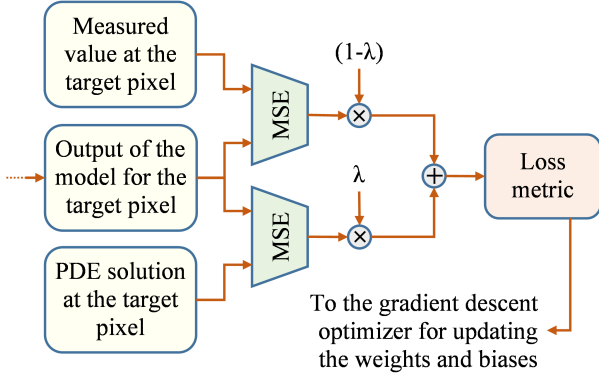 Measured
value at the
target pixel
(1-λ)
MSE
×
Output of the
model for the
target pixel
+
Loss
metric
λ
MSE
×
PDE solution
at the target
pixel
To the gradient descent
optimizer for updating
the weights and biases